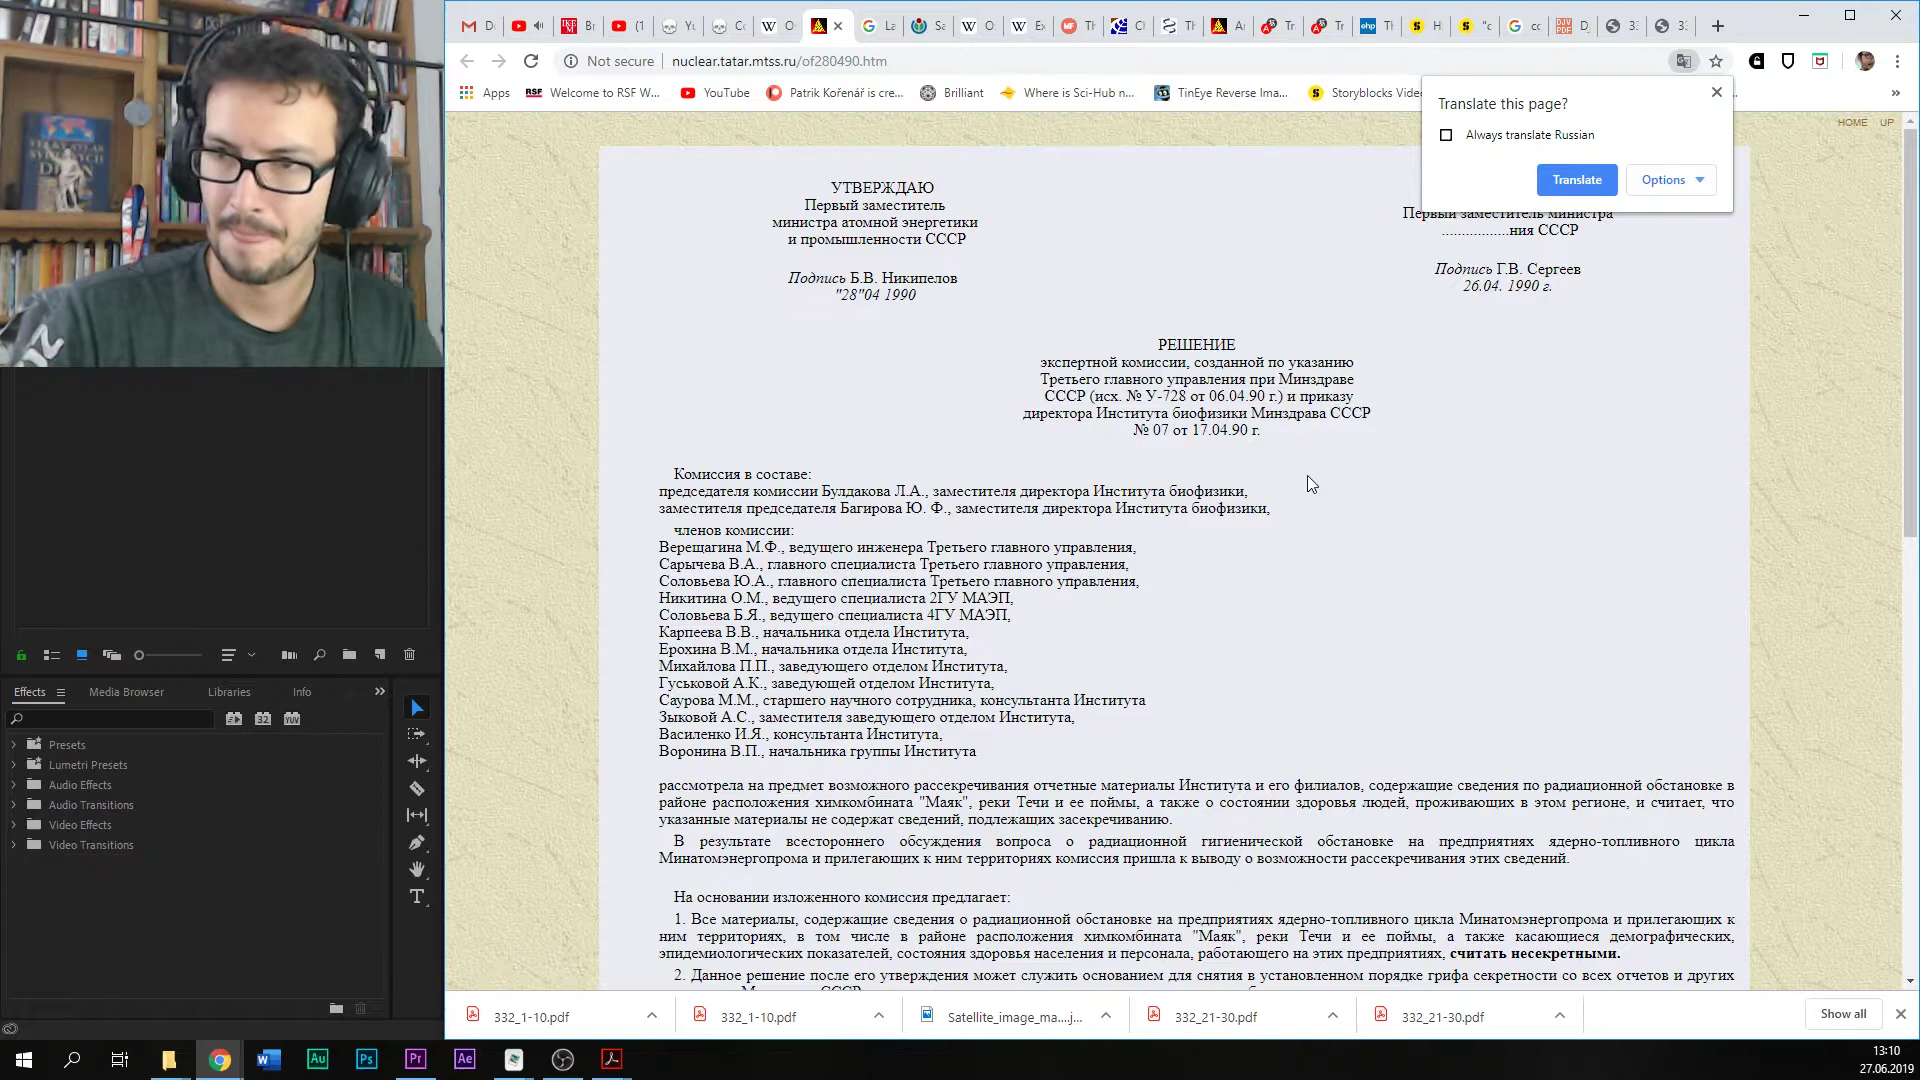 Not secure
nuclear.tatar.mtss.ru/of280490.htm
Apps
Welcome to RSF W...
YouTube
Patrik Kořenář is cre...
Brilliant
Where is Sci-Hub n...
TinEye Reverse Ima...
Storyblocks Vide
Translate this page?
Always translate Russian
Translate
Options
HOME UP
УТВЕРЖДАЮ
Первый заместитель
министра атомной энергетики
и промышленности СССР
Подпись Б.В. Никипелов
"28"04 1990
Первый заместитель министра
.................ния СССР
Подпись Г.В. Сергеев
26.04. 1990 г.
РЕШЕНИЕ
экспертной комиссии, созданной по указанию
Третьего главного управления при Минздраве
СССР (исх. № У-728 от 06.04.90 г.) и приказу
директора Института биофизики Минздрава СССР
№ 07 от 17.04.90 г.
Комиссия в составе:
председателя комиссии Булдакова Л.А., заместителя директора Института биофизики,
заместителя председателя Багирова Ю. Ф., заместителя директора Института биофизики,
членов комиссии:
Верещагина М.Ф., ведущего инженера Третьего главного управления,
Сарычева В.А., главного специалиста Третьего главного управления,
Соловьева Ю.А., главного специалиста Третьего главного управления,
Никитина О.М., ведущего специалиста 2ГУ МАЭП,
Соловьева Б.Я., ведущего специалиста 4ГУ МАЭП,
Карпеева В.В., начальника отдела Института,
Ерохина В.М., начальника отдела Института,
Михайлова П.П., заведующего отделом Института,
Гуськовой А.К., заведующей отделом Института,
Саурова М.М., старшего научного сотрудника, консультанта Института
Зыковой А.С., заместителя заведующего отделом Института,
Василенко И.Я., консультанта Института,
Воронина В.П., начальника группы Института
рассмотрела на предмет возможного рассекречивания отчетные материалы Института и его филиалов, содержащие сведения по радиационной обстановке в
районе расположения химкомбината "Маяк", реки Течи и ее поймы, а также о состоянии здоровья людей, проживающих в этом регионе, и считает, что
указанные материалы не содержат сведений, подлежащих засекречиванию.
В результате всестороннего обсуждения вопроса о радиационной гигиенической обстановке на предприятиях ядерно-топливного цикла
Минатомэнергопрома и прилегающих к ним территориях комиссия пришла к выводу о возможности рассекречивания этих сведений.
На основании изложенного комиссия предлагает:
1. Все материалы, содержащие сведения о радиационной обстановке на предприятиях ядерно-топливного цикла Минатомэнергопрома и прилегающих к
ним территориях, в том числе в районе расположения химкомбината "Маяк", реки Течи и ее поймы, а также касающиеся демографических,
эпидемиологических показателей, состояния здоровья населения и персонала, работающего на этих предприятиях, считать несекретными.
2. Данное решение после его утверждения может служить основанием для снятия в установленном порядке грифа секретности со всех отчетов и других
Effects
Media Browser
Libraries
Info
32
YUV
Presets
Lumetri Presets
Audio Effects
Audio Transitions
Video Effects
Video Transitions
332_1-10.pdf
332_1-10.pdf
Satellite_image_ma....j...
332_21-30.pdf
332_21-30.pdf
Show all
Au
Ps
Pr
Ae
13:10
27.06.2019